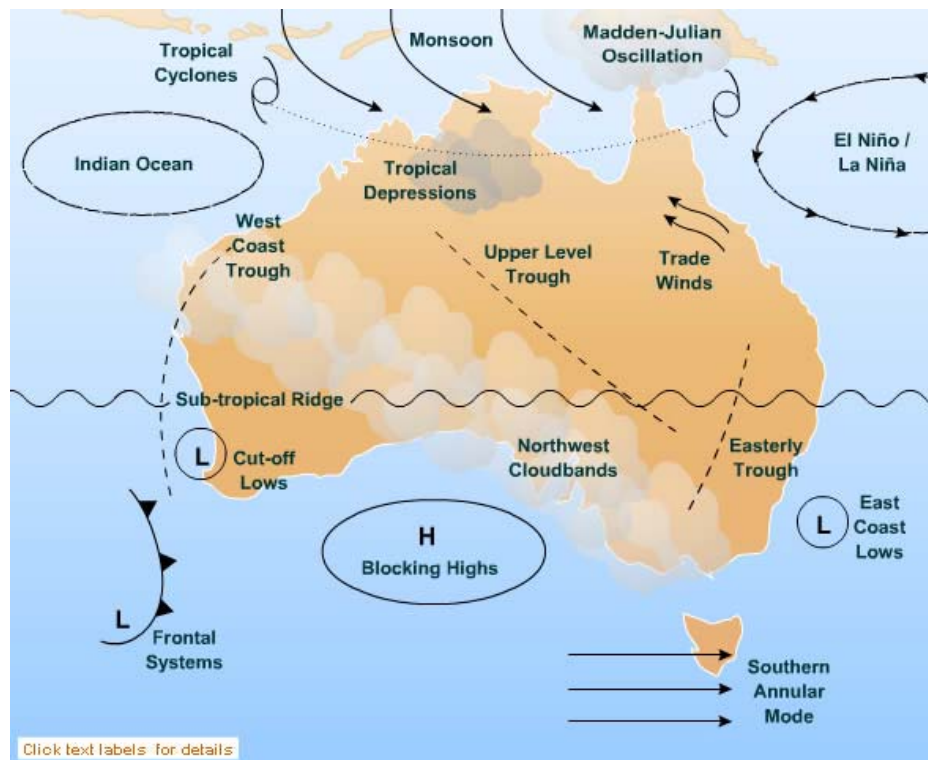 Monsoon
Madden-Julian
Oscillation
Tropical
Cyclones
El Niño /
La Niña
Indian Ocean
Tropical
Depressions
West
Coast
Trough
Upper Level
Trough
Trade
Winds
Sub-tropical Ridge
L
Cut-off
Lows
Northwest
Cloudbands
Easterly
Trough
H
Blocking Highs
L
East
Coast
Lows
L
Frontal
Systems
Southern
Annular
Mode
Click text labels for details